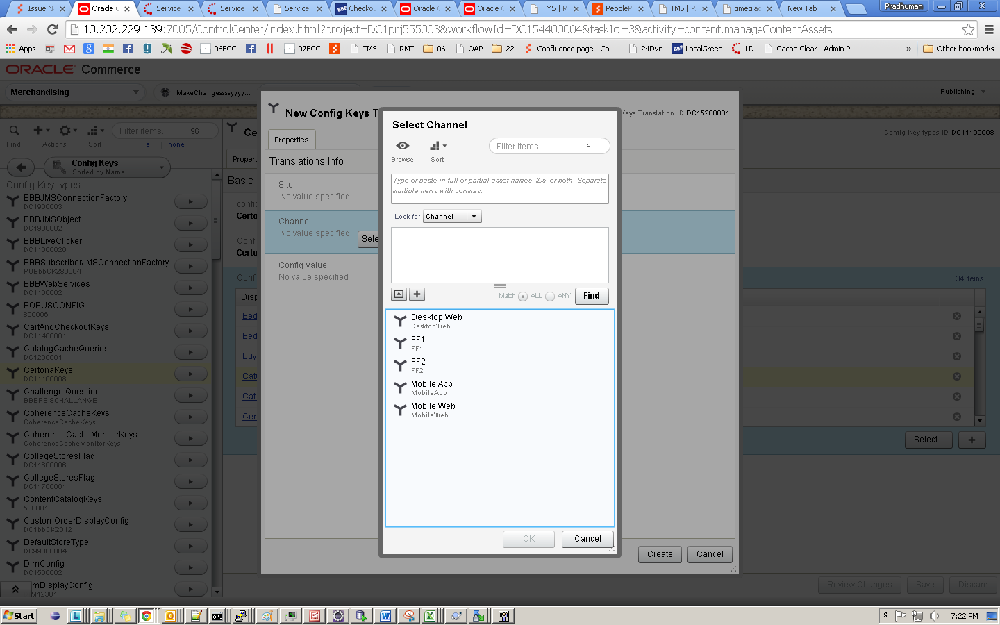 Issue N
Oracle C
Service
Service
Service
Checkou
Oracle C
Oracle C
TMS | R
PeopleP
TMS | R
timetrac
New Tab
Pradhuman
10.202.229.139:7005/ControlCenter/index.html?project=DC1prj555003&workflowId=DC154400004&taskId=3&activity=content.manageContentAssets
Apps
06BCC
07BCC
TMS
RMT
06
OAP
22
Confluence page - Ch...
24Dyn
LocalGreen
LD
Cache Clear - Admin P...
»
Other bookmarks
ORACLE Commerce
Merchandising
MakeChangessssyyyy...
Publishing
Find
Actions
Sort
Filter items...
96
all | none
Config Keys
Sorted by Name
Config Key types
BBBJMSConnectionFactory
DC1900003
BBBJMSObject
DC1900002
BBBLiveClicker
DC11000020
BBBSubscriberJMSConnectionFactory
PUBbbCK280004
BBBWebServices
DC1100002
BOPUSCONFIG
800006
CartAndCheckoutKeys
DC11400001
CatalogCacheQueries
DC1200001
CertonaKeys
DC11100008
Challenge Question
BBBPSI8CHALLANGE
CoherenceCacheKeys
CoherenceCacheKeys
CoherenceCacheMonitorKeys
CoherenceCacheMonitorKeys
CollegeStoresFlag
DC11600006
CollegeStoresFlag
DC11700001
ContentCatalogKeys
500001
CustomOrderDisplayConfig
DC1bbCK2012
DefaultStoreType
DC99000004
DimConfig
DC1500002
mDisplayConfig
M12301
Ce
Config Key types ID DC11100008
Propert
Basic
config
Certo
Config
Certo
Config
34 items
Disp
Bed
Bed
Buy
Cat
Cat
Cer
Select...
Review Changes
Save
Discard
New Config Keys T
Keys Translation ID DC15200001
Properties
Translations Info
Site
No value specified
Channel
No value specified
Sele
Config Value
No value specified
Create
Cancel
Select Channel
Browse
Sort
Filter items...
5
Type or paste in full or partial asset names, IDs, or both. Separate
multiple items with commas.
Look for
Channel
Match
ALL
ANY
Find
Desktop Web
DesktopWeb
FF1
FF1
FF2
FF2
Mobile App
MobileApp
Mobile Web
MobileWeb
OK
Cancel
Start
7:22 PM